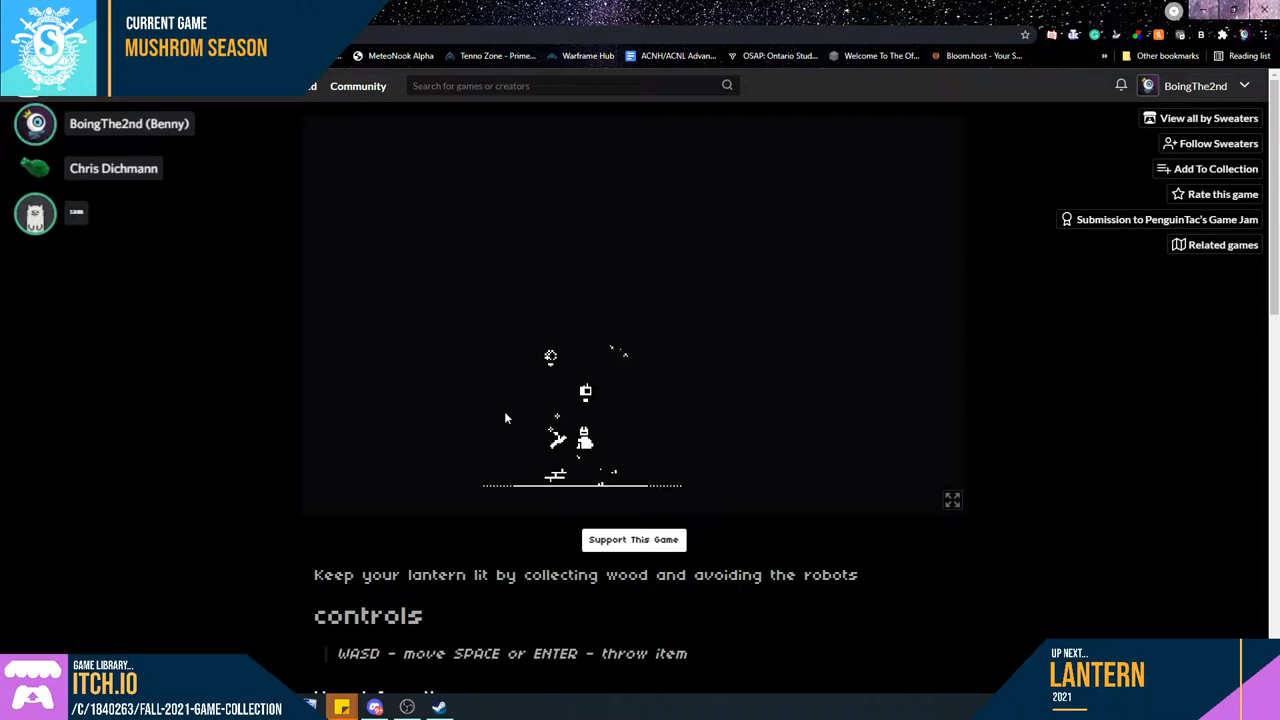 CURRENT GAME
MUSHROM SEASON
MeteoNook Alpha
Tenno Zone - Prime...
Warframe Hub
ACNH/ACNL Advan...
OSAP: Ontario Stud...
Welcome To The Of...
Bloom.host - Your S...
»
Other bookmarks
Reading list
d
Community
Search for games or creators
BoingThe2nd
BoingThe2nd (Benny)
Chris Dichmann
View all by Sweaters
Follow Sweaters
Add To Collection
Rate this game
Submission to PenguinTac's Game Jam
Related games
Support This Game
Keep your lantern lit by collecting wood and avoiding the robots
controls
WASD - move SPACE or ENTER - throw item
GAME LIBRARY...
ITCH.IO
/C/1840263/FALL-2021-GAME-COLLECTION
UP NEXT...
LANTERN
2021